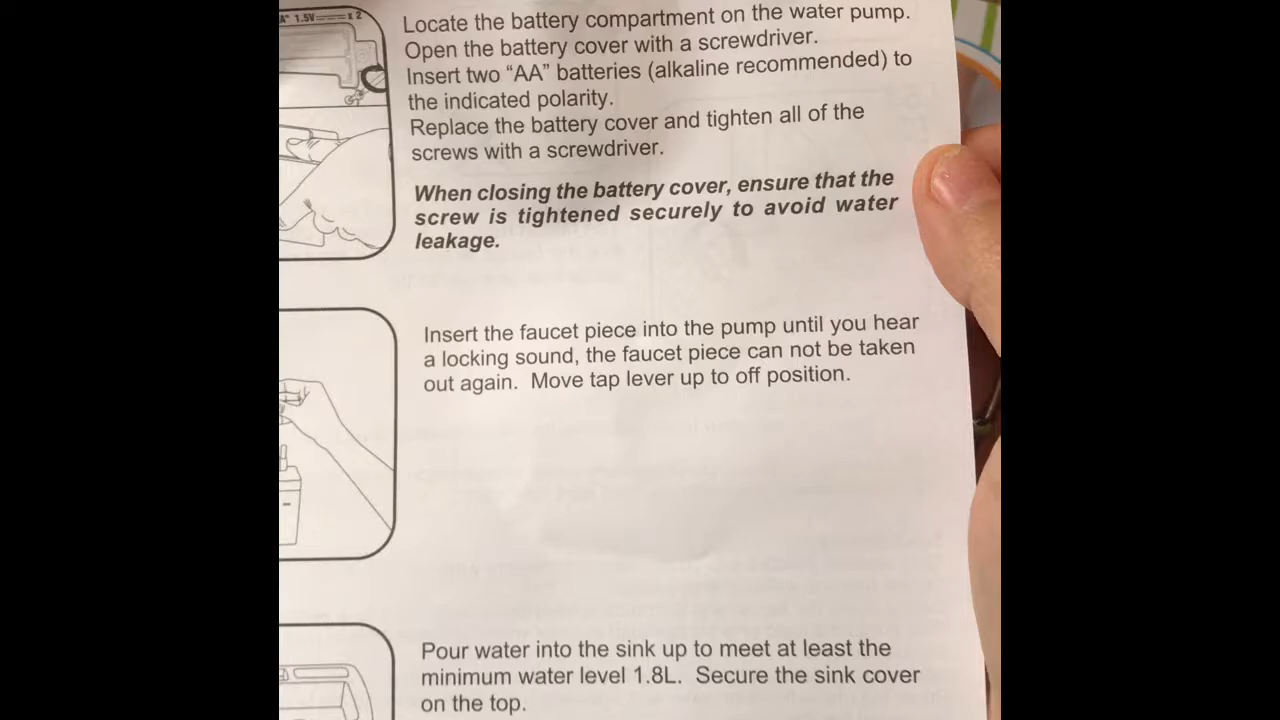 A" 1.5V x 2
Locate the battery compartment on the water pump.
Open the battery cover with a screwdriver.
Insert two “AA” batteries (alkaline recommended) to
the indicated polarity.
Replace the battery cover and tighten all of the
screws with a screwdriver.
When closing the battery cover, ensure that the
screw is tightened securely to avoid water
leakage.
Insert the faucet piece into the pump until you hear
a locking sound, the faucet piece can not be taken
out again. Move tap lever up to off position.
Pour water into the sink up to meet at least the
minimum water level 1.8L. Secure the sink cover
on the top.